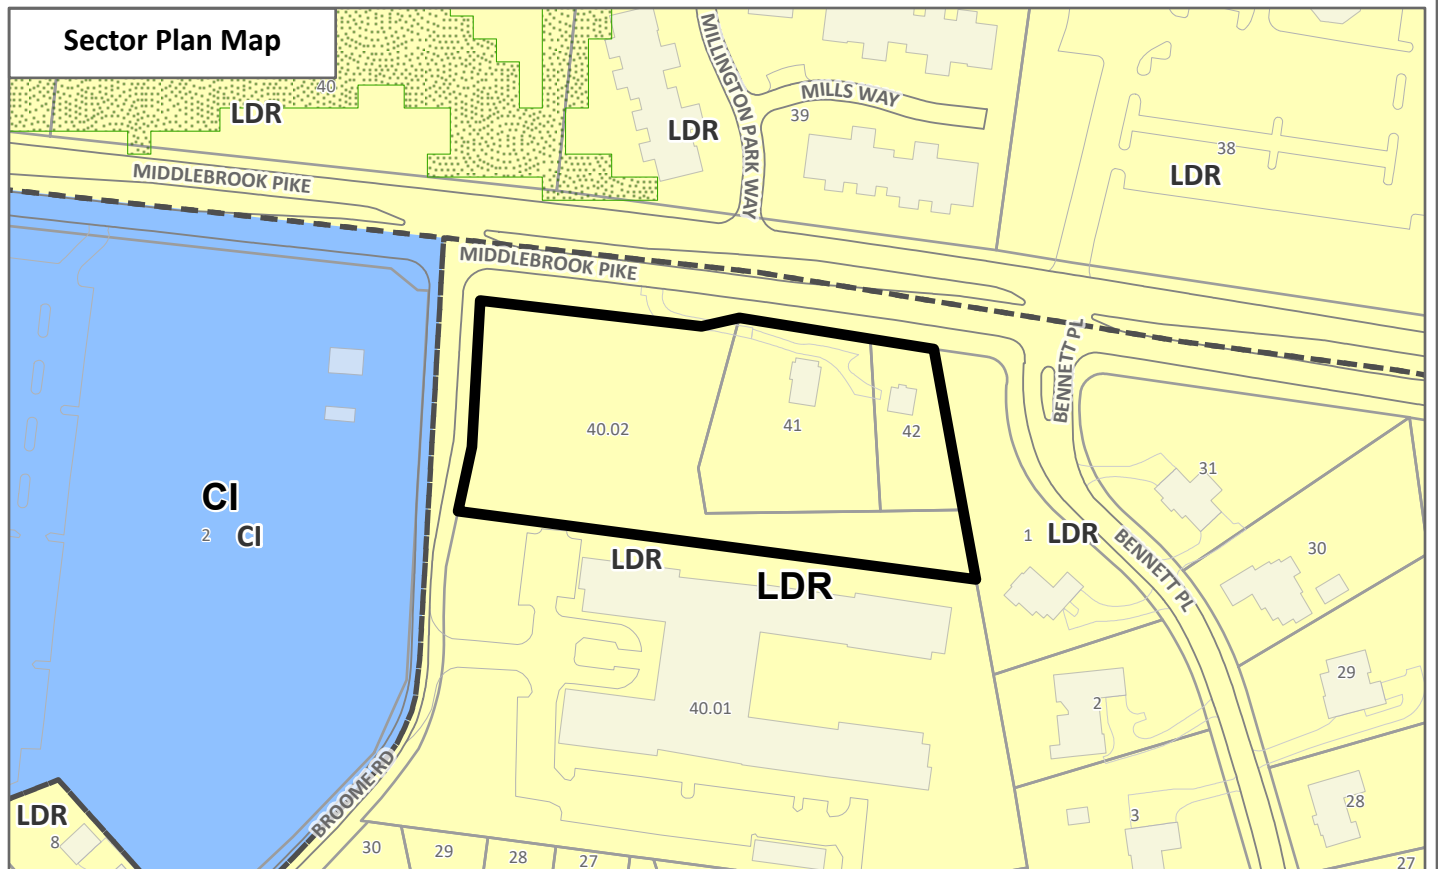 Sector Plan Map
40
LDR
MIDDLEBROOK PIKE
LDR
MILLINGTON PARK WAY
MILLS WAY
39
38
LDR
MIDDLEBROOK PIKE
BENNETT PL
40.02
41
42
31
CI
2
CI
1
LDR
BENNETT PL
30
LDR
LDR
29
2
40.01
BROOME RD
LDR
8
3
28
30
29
28
27
27